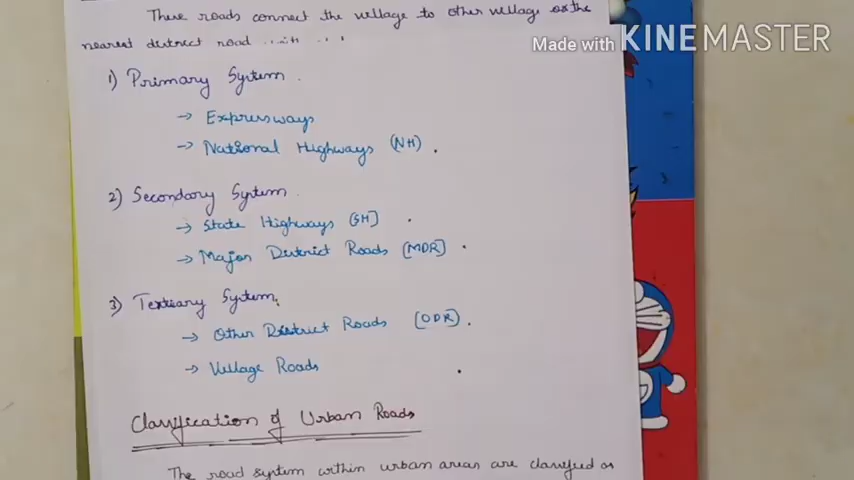 These roads connect the village to other village or the
nearest district road with ...
Made with KINEMASTER
1) Primary System.
→ Expressways
→ National Highways (NH).
2) Secondary System.
→ State Highways (SH].
→ Major District Roads [MDR].
3) Tertiary System.
→ Other District Roads [ODR).
→ Village Roads.
Classification of Urban Roads
The road system within urban areas are classified as